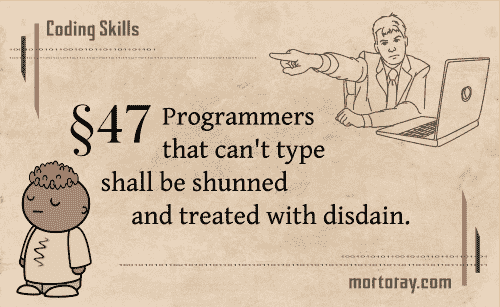 Coding Skills
§47 Programmers
that can't type
shall be shunned
and treated with disdain.
mortoray.com